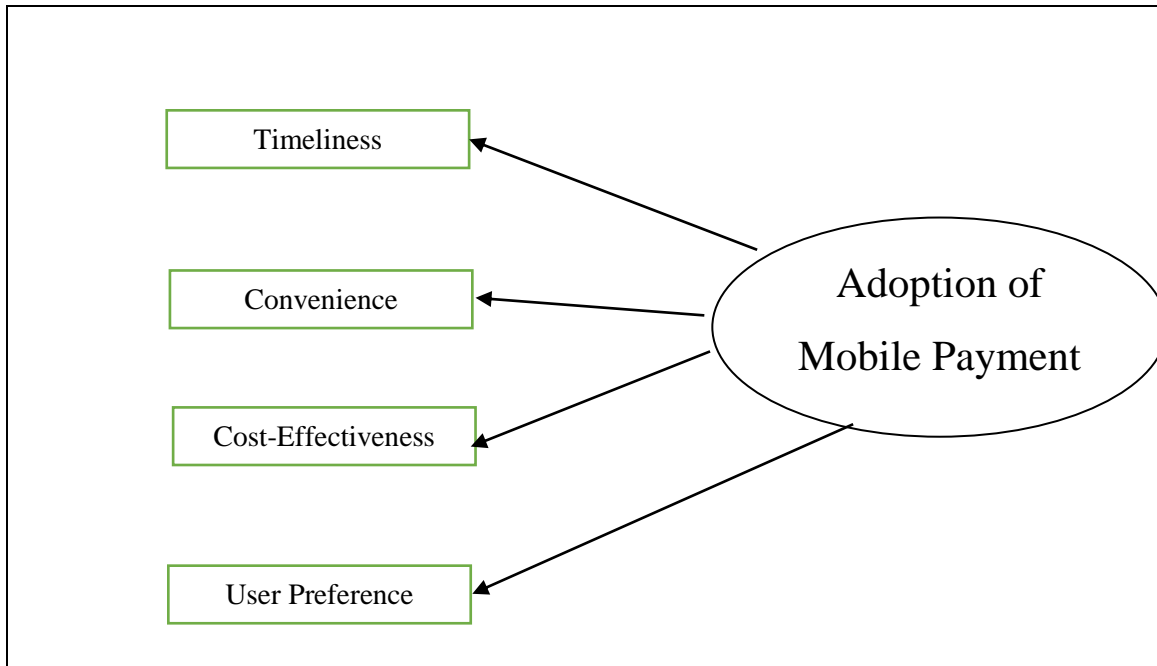 Timeliness
Convenience
Adoption of
Mobile Payment
Cost-Effectiveness
User Preference